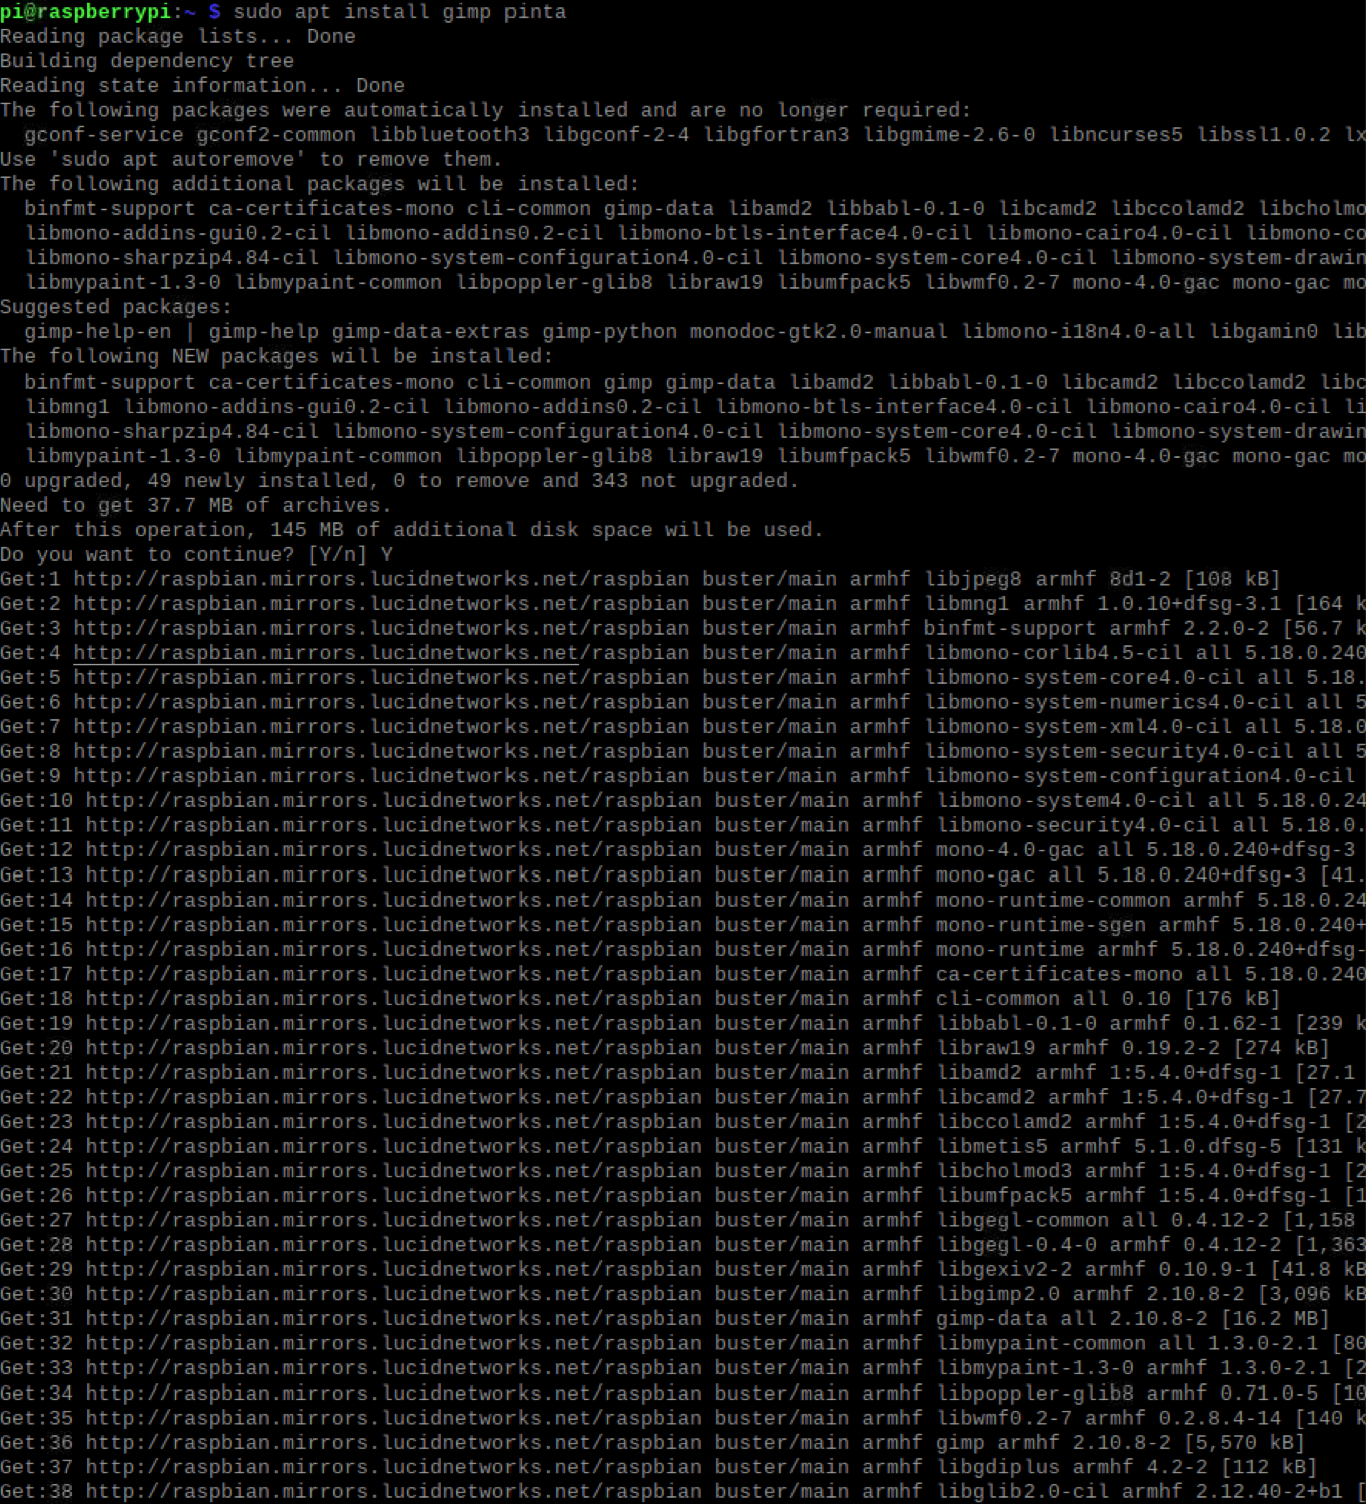 pi@raspberrypi:~ $ sudo apt install gimp pinta
Reading package lists... Done
Building dependency tree
Reading state information... Done
The following packages were automatically installed and are no longer required:
  gconf-service gconf2-common libbluetooth3 libgconf-2-4 libgfortran3 libgmime-2.6-0 libncurses5 libssl1.0.2 lx
Use 'sudo apt autoremove' to remove them.
The following additional packages will be installed:
  binfmt-support ca-certificates-mono cli-common gimp-data libamd2 libbabl-0.1-0 libcamd2 libccolamd2 libcholmo
  libmono-addins-gui0.2-cil libmono-addins0.2-cil libmono-btls-interface4.0-cil libmono-cairo4.0-cil libmono-co
  libmono-sharpzip4.84-cil libmono-system-configuration4.0-cil libmono-system-core4.0-cil libmono-system-drawin
  libmypaint-1.3-0 libmypaint-common libpoppler-glib8 libraw19 libumfpack5 libwmf0.2-7 mono-4.0-gac mono-gac mo
Suggested packages:
  gimp-help-en | gimp-help gimp-data-extras gimp-python monodoc-gtk2.0-manual libmono-i18n4.0-all libgamin0 lib
The following NEW packages will be installed:
  binfmt-support ca-certificates-mono cli-common gimp gimp-data libamd2 libbabl-0.1-0 libcamd2 libccolamd2 libc
  libmng1 libmono-addins-gui0.2-cil libmono-addins0.2-cil libmono-btls-interface4.0-cil libmono-cairo4.0-cil li
  libmono-sharpzip4.84-cil libmono-system-configuration4.0-cil libmono-system-core4.0-cil libmono-system-drawin
  libmypaint-1.3-0 libmypaint-common libpoppler-glib8 libraw19 libumfpack5 libwmf0.2-7 mono-4.0-gac mono-gac mo
0 upgraded, 49 newly installed, 0 to remove and 343 not upgraded.
Need to get 37.7 MB of archives.
After this operation, 145 MB of additional disk space will be used.
Do you want to continue? [Y/n] Y
Get:1 http://raspbian.mirrors.lucidnetworks.net/raspbian buster/main armhf libjpeg8 armhf 8d1-2 [108 kB]
Get:2 http://raspbian.mirrors.lucidnetworks.net/raspbian buster/main armhf libmng1 armhf 1.0.10+dfsg-3.1 [164 k
Get:3 http://raspbian.mirrors.lucidnetworks.net/raspbian buster/main armhf binfmt-support armhf 2.2.0-2 [56.7 k
Get:4 http://raspbian.mirrors.lucidnetworks.net/raspbian buster/main armhf libmono-corlib4.5-cil all 5.18.0.240
Get:5 http://raspbian.mirrors.lucidnetworks.net/raspbian buster/main armhf libmono-system-core4.0-cil all 5.18.
Get:6 http://raspbian.mirrors.lucidnetworks.net/raspbian buster/main armhf libmono-system-numerics4.0-cil all 5
Get:7 http://raspbian.mirrors.lucidnetworks.net/raspbian buster/main armhf libmono-system-xml4.0-cil all 5.18.0
Get:8 http://raspbian.mirrors.lucidnetworks.net/raspbian buster/main armhf libmono-system-security4.0-cil all 5
Get:9 http://raspbian.mirrors.lucidnetworks.net/raspbian buster/main armhf libmono-system-configuration4.0-cil
Get:10 http://raspbian.mirrors.lucidnetworks.net/raspbian buster/main armhf libmono-system4.0-cil all 5.18.0.24
Get:11 http://raspbian.mirrors.lucidnetworks.net/raspbian buster/main armhf libmono-security4.0-cil all 5.18.0.
Get:12 http://raspbian.mirrors.lucidnetworks.net/raspbian buster/main armhf mono-4.0-gac all 5.18.0.240+dfsg-3
Get:13 http://raspbian.mirrors.lucidnetworks.net/raspbian buster/main armhf mono-gac all 5.18.0.240+dfsg-3 [41.
Get:14 http://raspbian.mirrors.lucidnetworks.net/raspbian buster/main armhf mono-runtime-common armhf 5.18.0.24
Get:15 http://raspbian.mirrors.lucidnetworks.net/raspbian buster/main armhf mono-runtime-sgen armhf 5.18.0.240+
Get:16 http://raspbian.mirrors.lucidnetworks.net/raspbian buster/main armhf mono-runtime armhf 5.18.0.240+dfsg-
Get:17 http://raspbian.mirrors.lucidnetworks.net/raspbian buster/main armhf ca-certificates-mono all 5.18.0.240
Get:18 http://raspbian.mirrors.lucidnetworks.net/raspbian buster/main armhf cli-common all 0.10 [176 kB]
Get:19 http://raspbian.mirrors.lucidnetworks.net/raspbian buster/main armhf libbabl-0.1-0 armhf 0.1.62-1 [239 k
Get:20 http://raspbian.mirrors.lucidnetworks.net/raspbian buster/main armhf libraw19 armhf 0.19.2-2 [274 kB]
Get:21 http://raspbian.mirrors.lucidnetworks.net/raspbian buster/main armhf libamd2 armhf 1:5.4.0+dfsg-1 [27.1
Get:22 http://raspbian.mirrors.lucidnetworks.net/raspbian buster/main armhf libcamd2 armhf 1:5.4.0+dfsg-1 [27.7
Get:23 http://raspbian.mirrors.lucidnetworks.net/raspbian buster/main armhf libccolamd2 armhf 1:5.4.0+dfsg-1 [2
Get:24 http://raspbian.mirrors.lucidnetworks.net/raspbian buster/main armhf libmetis5 armhf 5.1.0.dfsg-5 [131 k
Get:25 http://raspbian.mirrors.lucidnetworks.net/raspbian buster/main armhf libcholmod3 armhf 1:5.4.0+dfsg-1 [2
Get:26 http://raspbian.mirrors.lucidnetworks.net/raspbian buster/main armhf libumfpack5 armhf 1:5.4.0+dfsg-1 [1
Get:27 http://raspbian.mirrors.lucidnetworks.net/raspbian buster/main armhf libgegl-common all 0.4.12-2 [1,158
Get:28 http://raspbian.mirrors.lucidnetworks.net/raspbian buster/main armhf libgegl-0.4-0 armhf 0.4.12-2 [1,363
Get:29 http://raspbian.mirrors.lucidnetworks.net/raspbian buster/main armhf libgexiv2-2 armhf 0.10.9-1 [41.8 kB
Get:30 http://raspbian.mirrors.lucidnetworks.net/raspbian buster/main armhf libgimp2.0 armhf 2.10.8-2 [3,096 kB
Get:31 http://raspbian.mirrors.lucidnetworks.net/raspbian buster/main armhf gimp-data all 2.10.8-2 [16.2 MB]
Get:32 http://raspbian.mirrors.lucidnetworks.net/raspbian buster/main armhf libmypaint-common all 1.3.0-2.1 [80
Get:33 http://raspbian.mirrors.lucidnetworks.net/raspbian buster/main armhf libmypaint-1.3-0 armhf 1.3.0-2.1 [2
Get:34 http://raspbian.mirrors.lucidnetworks.net/raspbian buster/main armhf libpoppler-glib8 armhf 0.71.0-5 [10
Get:35 http://raspbian.mirrors.lucidnetworks.net/raspbian buster/main armhf libwmf0.2-7 armhf 0.2.8.4-14 [140 k
Get:36 http://raspbian.mirrors.lucidnetworks.net/raspbian buster/main armhf gimp armhf 2.10.8-2 [5,570 kB]
Get:37 http://raspbian.mirrors.lucidnetworks.net/raspbian buster/main armhf libgdiplus armhf 4.2-2 [112 kB]
Get:38 http://raspbian.mirrors.lucidnetworks.net/raspbian buster/main armhf libglib2.0-cil armhf 2.12.40-2+b1 [